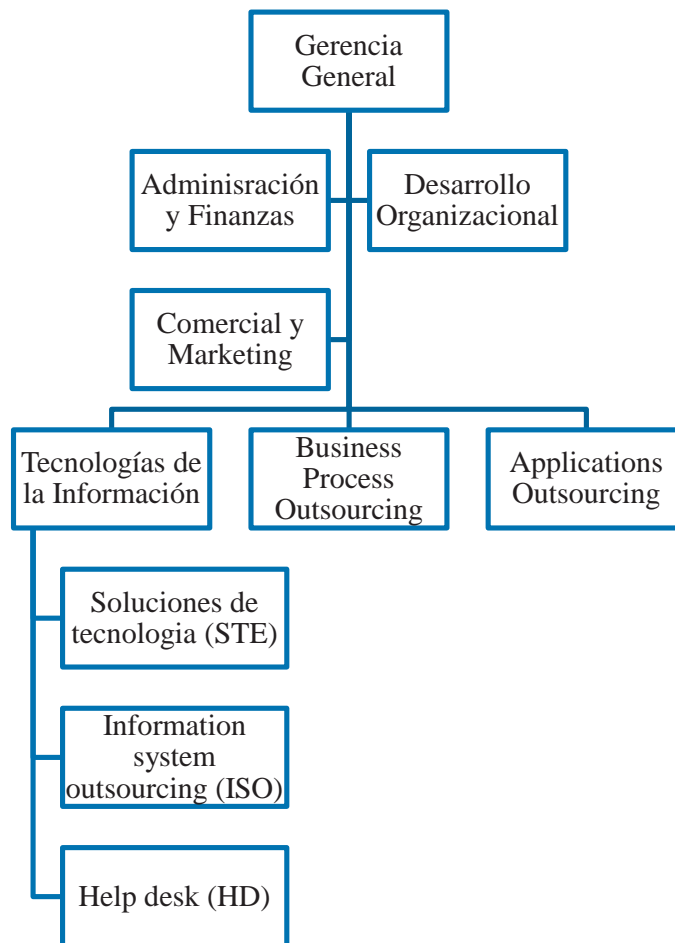 Gerencia
General
Adminisración
y Finanzas
Desarrollo
Organizacional
Comercial y
Marketing
Tecnologías de
la Información
Business
Process
Outsourcing
Applications
Outsourcing
Soluciones de
tecnologia (STE)
Information
system
outsourcing (ISO)
Help desk (HD)